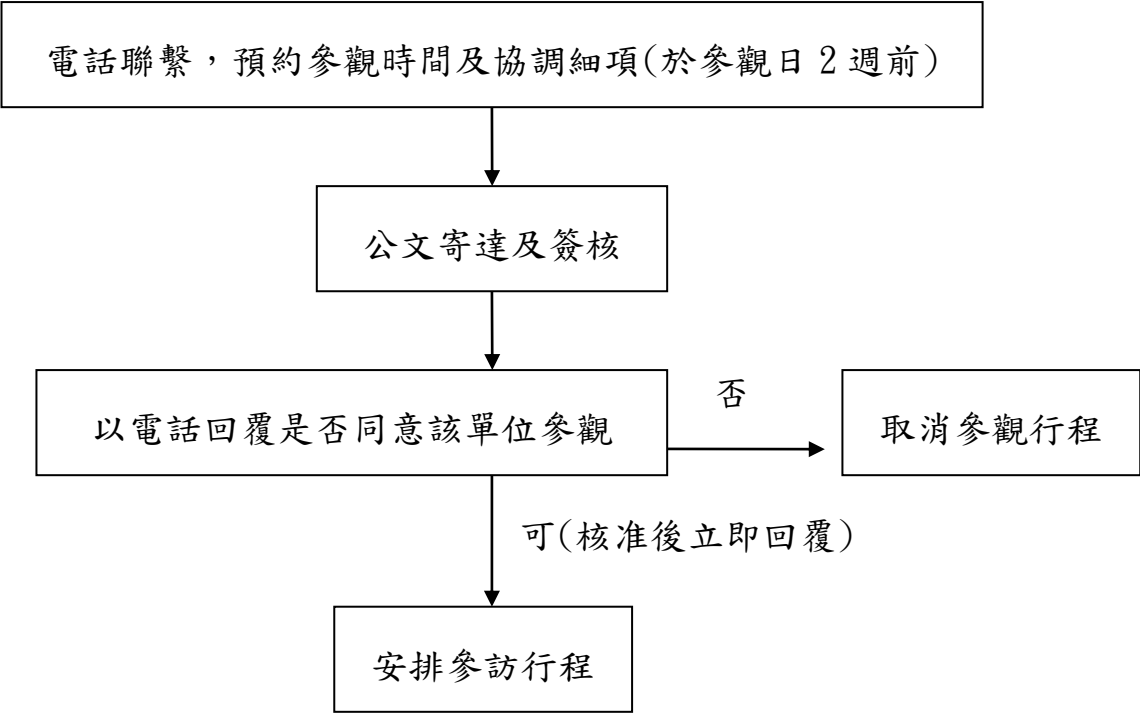 電話聯繫，預約參觀時間及協調細項(於參觀日 2 週前)
公文寄達及簽核
以電話回覆是否同意該單位參觀
否
取消參觀行程
可(核准後立即回覆)
安排參訪行程